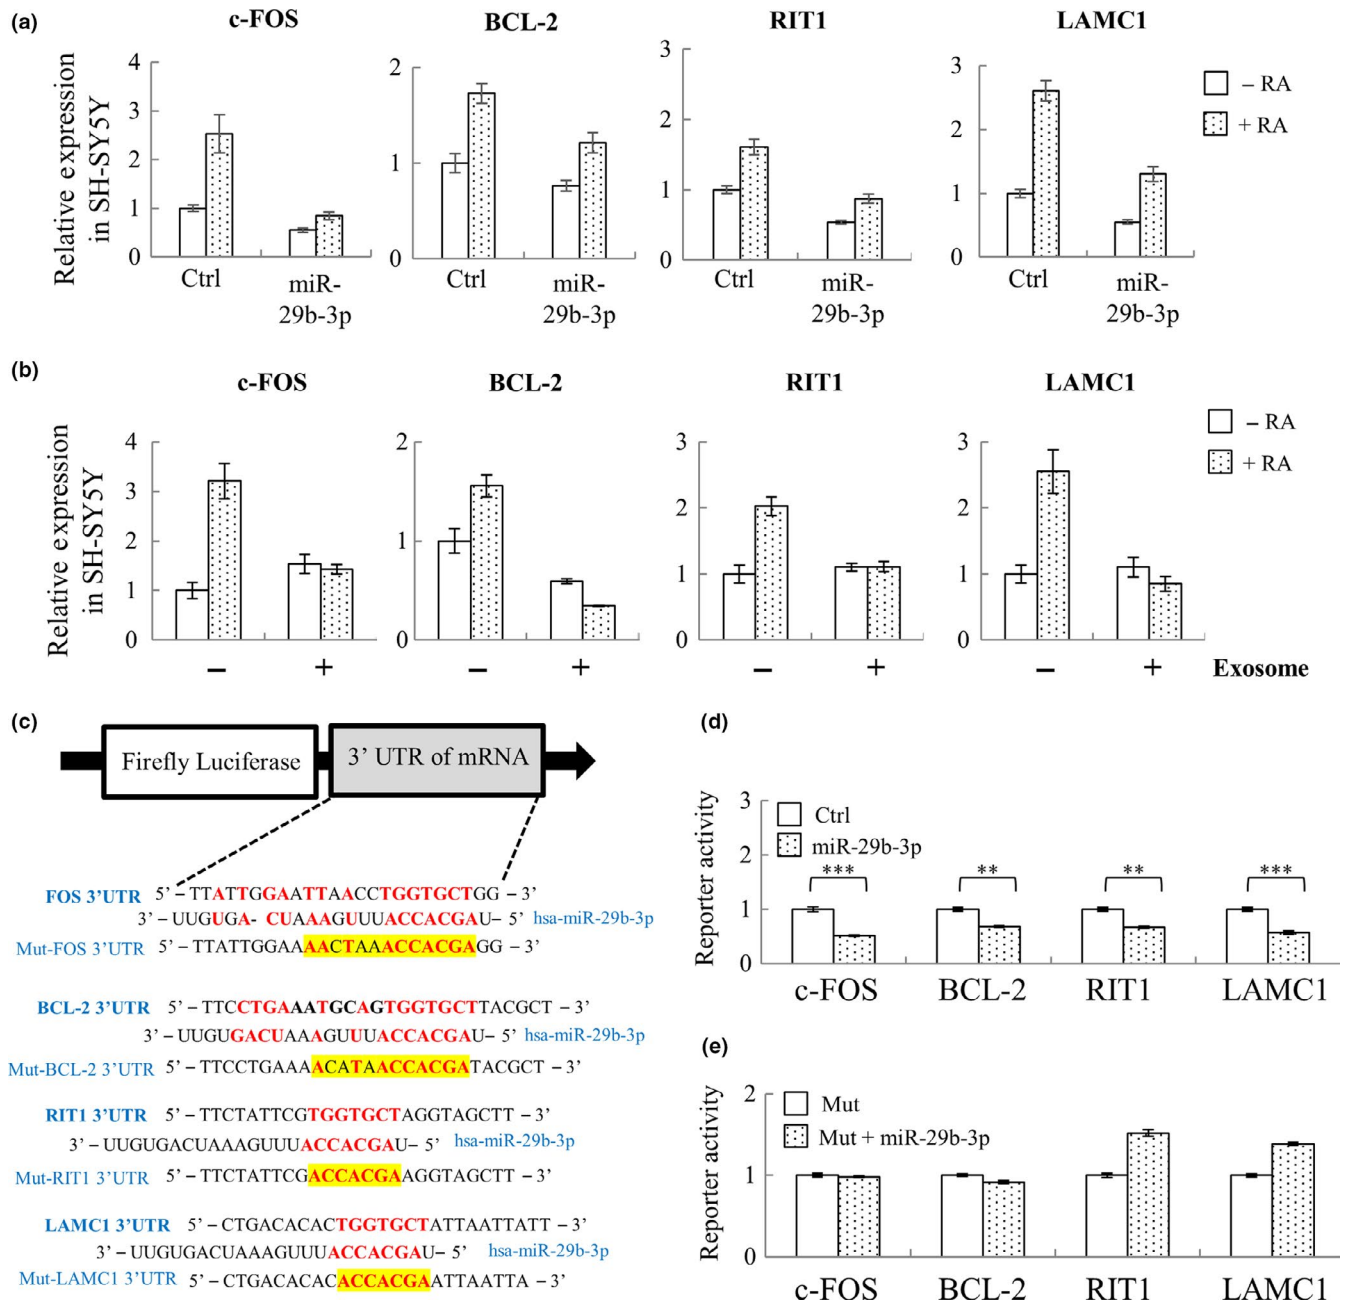 (a)
c-FOS
BCL-2
RIT1
LAMC1
Relative expression
in SH-SY5Y
4
3
2
1
0
2
1
0
3
2
1
0
3
2
1
0
– RA
+ RA
Ctrl
miR-
29b-3p
Ctrl
miR-
29b-3p
Ctrl
miR-
29b-3p
Ctrl
miR-
29b-3p
(b)
c-FOS
BCL-2
RIT1
LAMC1
Relative expression
in SH-SY5Y
4
3
2
1
0
2
1
0
3
2
1
0
3
2
1
0
– RA
+ RA
– + – + – + – + Exosome
(c)
Firefly Luciferase
3’ UTR of mRNA
FOS 3’UTR 5’ – TTATTGGAATTAACCTGGTGCTGG – 3’
3’ – UUGUGA- CUAAAGUUUACCACGAU– 5’ hsa-miR-29b-3p
Mut-FOS 3’UTR 5’ – TTATTGGAAAACTAAACCACGAGG – 3’
BCL-2 3’UTR 5’ – TTCCTGAAATGCAGTGGTGCTTACGCT – 3’
3’ – UUGUGACUAAAGUUUACCACGAU– 5’ hsa-miR-29b-3p
Mut-BCL-2 3’UTR 5’ – TTCCTGAAAACATAACCACGATACGCT – 3’
RIT1 3’UTR 5’ – TTCTATTCGTGGTGCTAGGTAGCTT – 3’
3’ – UUGUGACUAAAGUUUACCACGAU– 5’ hsa-miR-29b-3p
Mut-RIT1 3’UTR 5’ – TTCTATTCGACCACGAAGGTAGCTT – 3’
LAMC1 3’UTR 5’ – CTGACACACTGGTGCTATTAATTATT – 3’
3’ – UUGUGACUAAAGUUUACCACGAU– 5’ hsa-miR-29b-3p
Mut-LAMC1 3’UTR 5’ – CTGACACACACCACGAATTAATTA – 3’
(d)
Reporter activity
3
2
1
0
Ctrl
miR-29b-3p
***
**
**
***
c-FOS
BCL-2
RIT1
LAMC1
(e)
Reporter activity
2
1
0
Mut
Mut + miR-29b-3p
c-FOS
BCL-2
RIT1
LAMC1